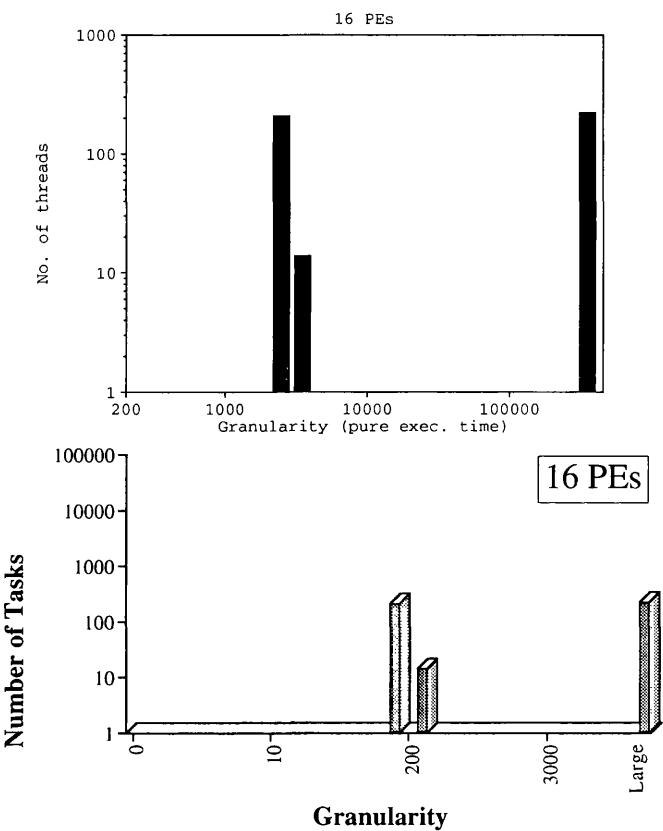 16 PEs
1000
100
10
1
No. of threads
200 1000 10000 100000
Granularity (pure exec. time)
16 PEs
100000
10000
1000
100
10
1
Number of Tasks
0 10 200 3000 Large
Granularity